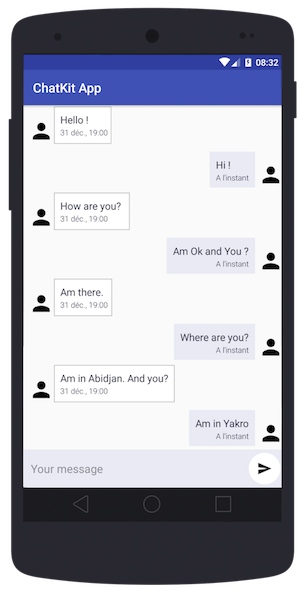 08:32
ChatKit App
Hello !
31 déc., 19:00
Hi !
A l'instant
How are you?
31 déc., 19:00
Am Ok and You ?
A l'instant
Am there.
31 déc., 19:00
Where are you?
A l'instant
Am in Abidjan. And you?
31 déc., 19:00
Am in Yakro
A l'instant
Your message